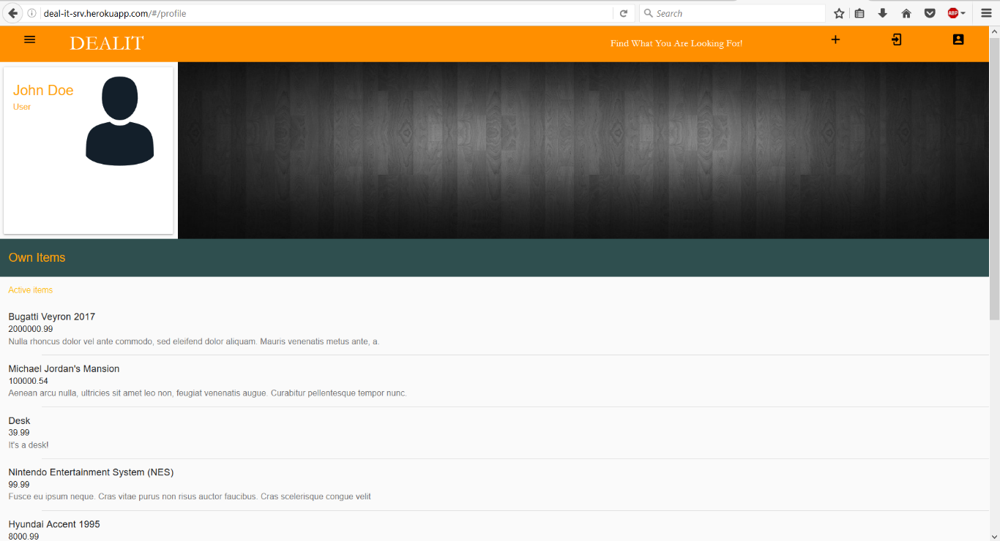 deal-it-srv.herokuapp.com/#/profile
Search
ABP
DEALIT
Find What You Are Looking For!
John Doe
User
Own Items
Active items
Bugatti Veyron 2017
2000000.99
Nulla rhoncus dolor vel ante commodo, sed eleifend dolor aliquam. Mauris venenatis metus ante, a.
Michael Jordan's Mansion
100000.54
Aenean arcu nulla, ultricies sit amet leo non, feugiat venenatis augue. Curabitur pellentesque tempor nunc.
Desk
39.99
It's a desk!
Nintendo Entertainment System (NES)
99.99
Fusce eu ipsum neque. Cras vitae purus non risus auctor faucibus. Cras scelerisque congue velit
Hyundai Accent 1995
8000.99